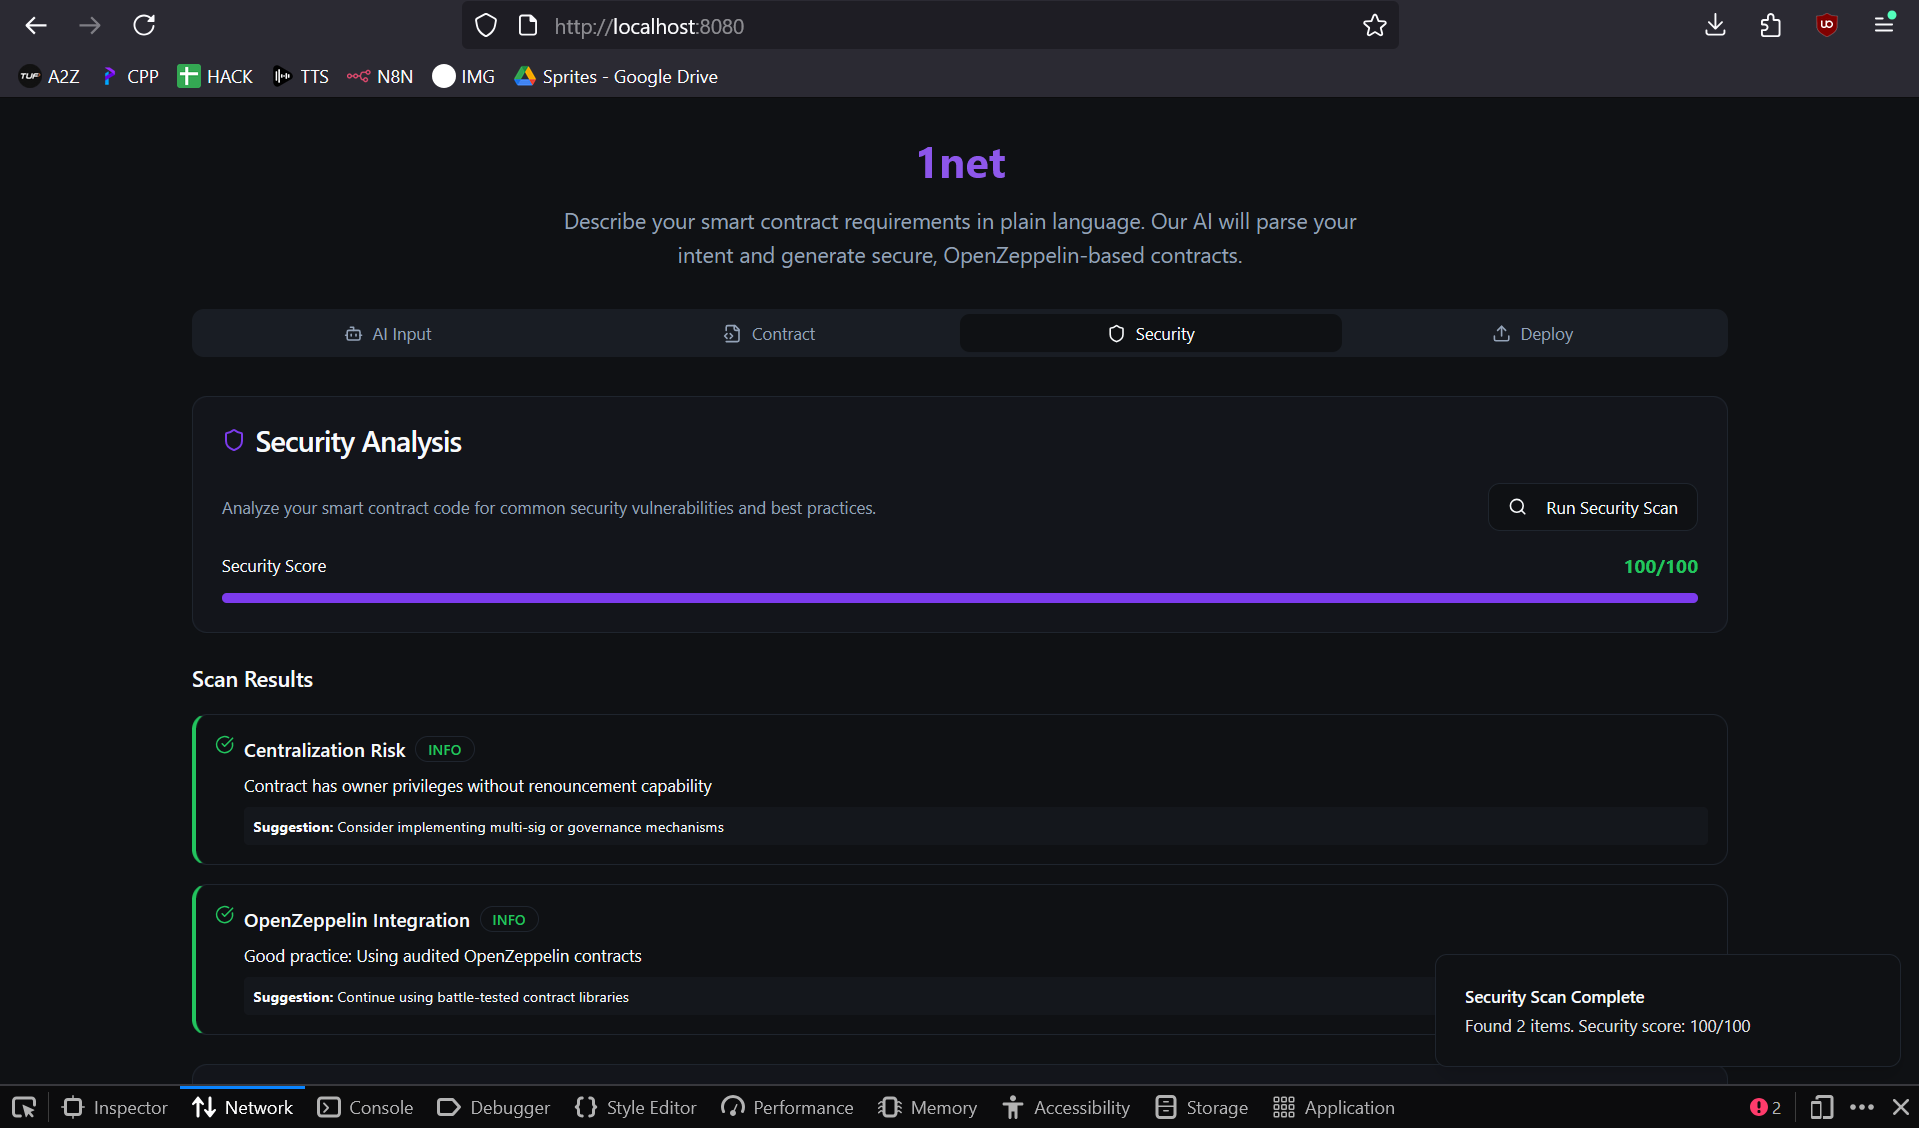 http://localhost:8080
A2Z
CPP
HACK
TTS
N8N
IMG
Sprites - Google Drive
1net
Describe your smart contract requirements in plain language. Our AI will parse your
intent and generate secure, OpenZeppelin-based contracts.
AI Input
Contract
Security
Deploy
Security Analysis
Analyze your smart contract code for common security vulnerabilities and best practices.
Run Security Scan
Security Score
100/100
Scan Results
Centralization Risk
INFO
Contract has owner privileges without renouncement capability
Suggestion: Consider implementing multi-sig or governance mechanisms
OpenZeppelin Integration
INFO
Good practice: Using audited OpenZeppelin contracts
Suggestion: Continue using battle-tested contract libraries
Security Scan Complete
Found 2 items. Security score: 100/100
Inspector
Network
Console
Debugger
Style Editor
Performance
Memory
Accessibility
Storage
Application
2